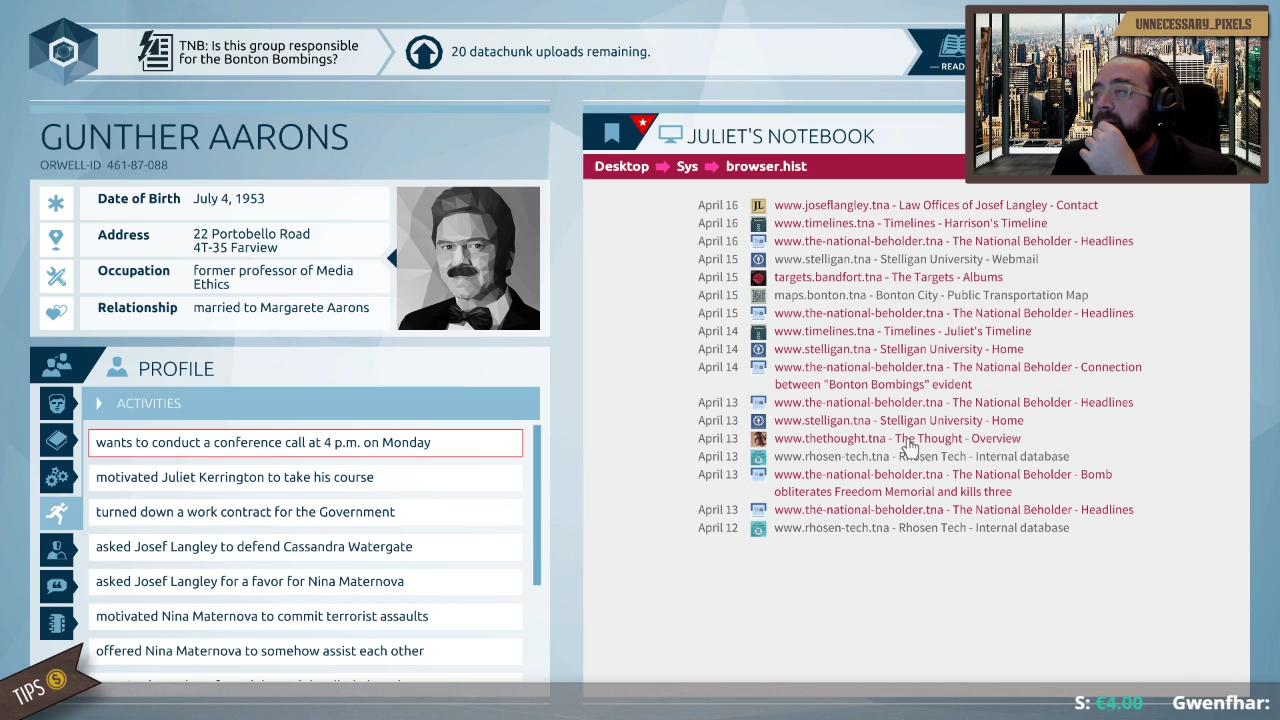 UNNECESSARY_PIXELS
TNB: Is this group responsible
for the Bonton Bombings?
20 datachunk uploads remaining.
— READ
GUNTHER AARONS
ORWELL-ID 461-87-088
Date of Birth July 4, 1953
Address 22 Portobello Road
4T-35 Farview
Occupation former professor of Media
Ethics
Relationship married to Margarete Aarons
PROFILE
ACTIVITIES
wants to conduct a conference call at 4 p.m. on Monday
motivated Juliet Kerrington to take his course
turned down a work contract for the Government
asked Josef Langley to defend Cassandra Watergate
asked Josef Langley for a favor for Nina Maternova
motivated Nina Maternova to commit terrorist assaults
offered Nina Maternova to somehow assist each other
TIPS
JULIET'S NOTEBOOK
Desktop Sys browser.hist
April 16 JL www.joseflangley.tna - Law Offices of Josef Langley - Contact
April 16 www.timelines.tna - Timelines - Harrison's Timeline
April 16 www.the-national-beholder.tna - The National Beholder - Headlines
April 15 www.stelligan.tna - Stelligan University - Webmail
April 15 targets.bandfort.tna - The Targets - Albums
April 15 maps.bonton.tna - Bonton City - Public Transportation Map
April 15 www.the-national-beholder.tna - The National Beholder - Headlines
April 14 www.timelines.tna - Timelines - Juliet's Timeline
April 14 www.stelligan.tna - Stelligan University - Home
April 14 www.the-national-beholder.tna - The National Beholder - Connection
between "Bonton Bombings" evident
April 13 www.the-national-beholder.tna - The National Beholder - Headlines
April 13 www.stelligan.tna - Stelligan University - Home
April 13 www.thethought.tna - The Thought - Overview
April 13 www.rhosen-tech.tna - Rhosen Tech - Internal database
April 13 www.the-national-beholder.tna - The National Beholder - Bomb
obliterates Freedom Memorial and kills three
April 13 www.the-national-beholder.tna - The National Beholder - Headlines
April 12 www.rhosen-tech.tna - Rhosen Tech - Internal database
S: €4.00 Gwenfhar: